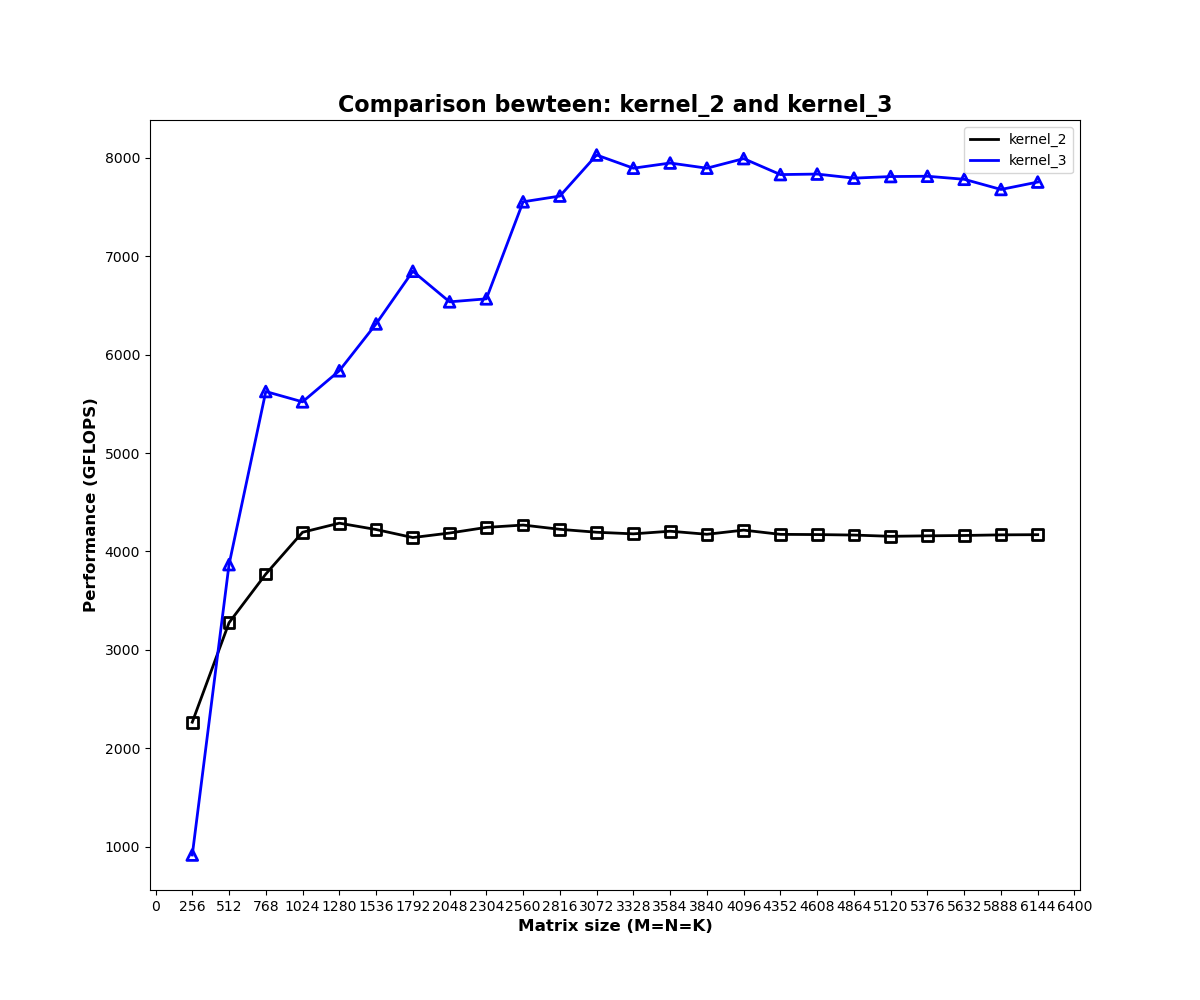 Comparison bewteen: kernel_2 and kernel_3
kernel_2
kernel_3
8000
7000
6000
5000
4000
3000
2000
1000
Performance (GFLOPS)
0 256 512 768 1024 1280 1536 1792 2048 2304 2560 2816 3072 3328 3584 3840 4096 4352 4608 4864 5120 5376 5632 5888 6144 6400
Matrix size (M=N=K)